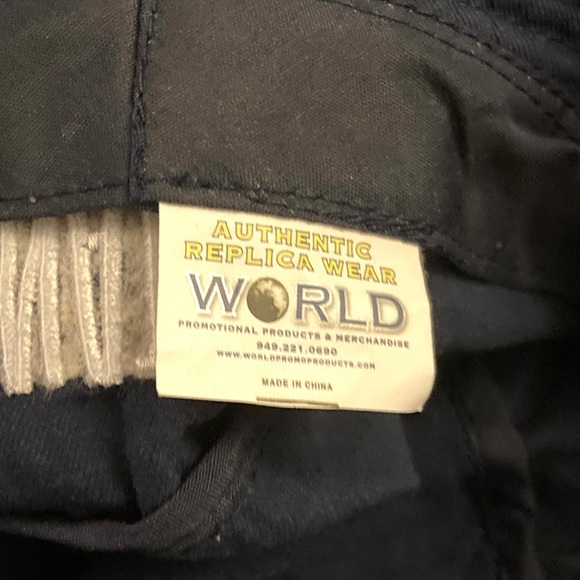 AUTHENTIC
REPLICA WEAR
WORLD
PROMOTIONAL PRODUCTS & MERCHANDISE
949.221.0690
WWW.WORLDPROMOPRODUCTS.COM
MADE IN CHINA